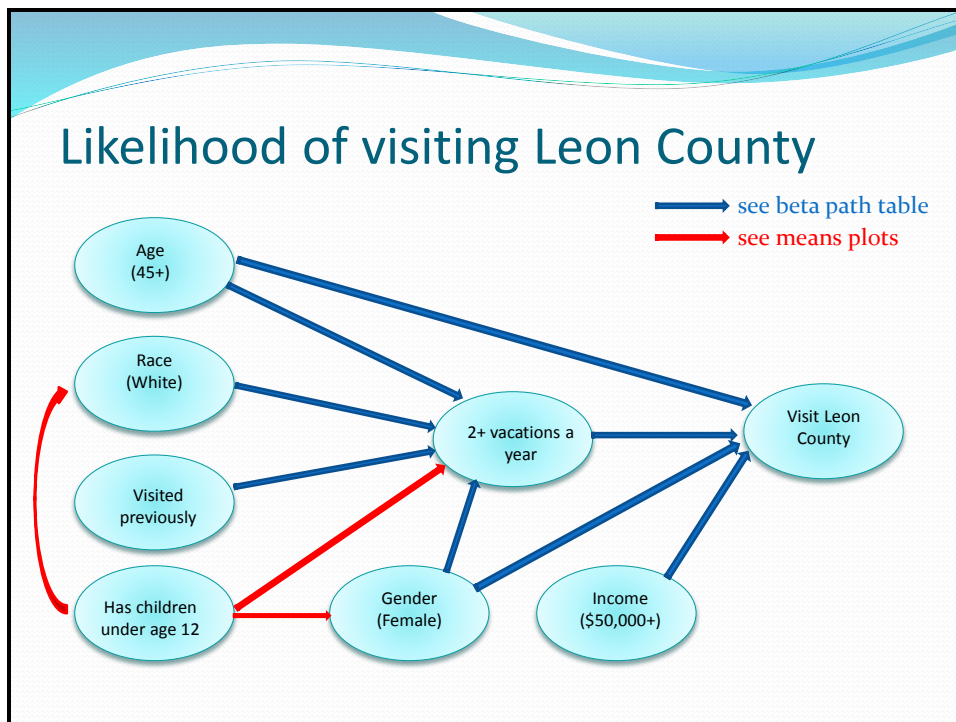 Likelihood of visiting Leon County
see beta path table
see means plots
Age
(45+)
Race
(White)
2+ vacations a
year
Visit Leon
County
Visited
previously
Has children
under age 12
Gender
(Female)
Income
($50,000+)